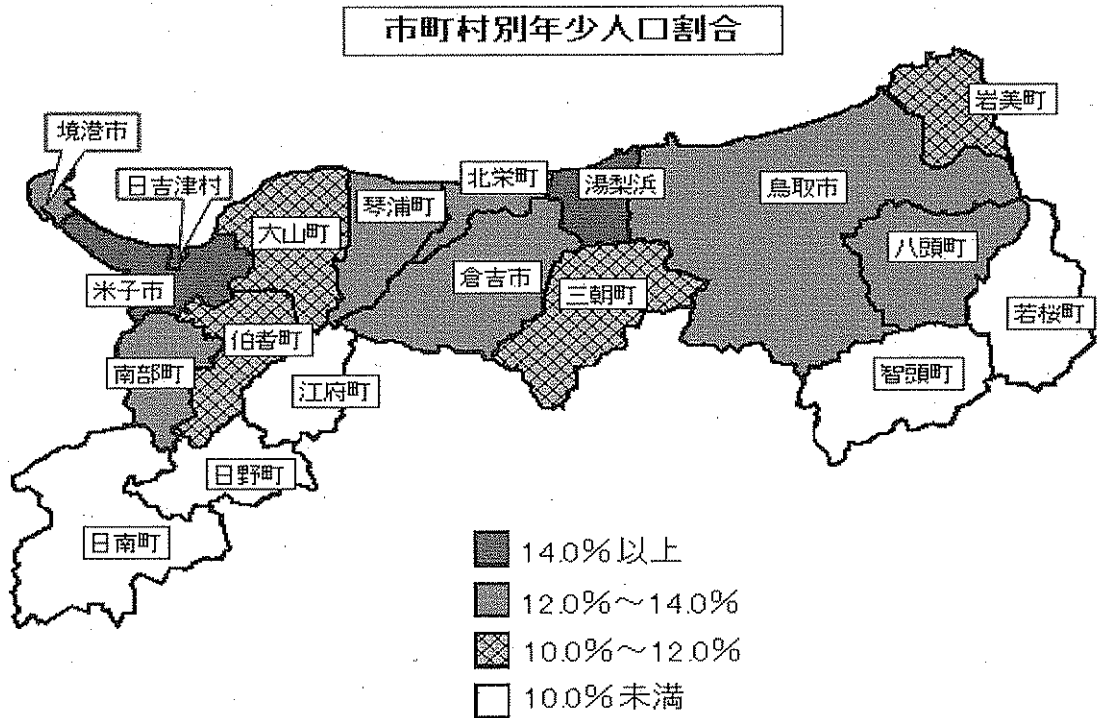 市町村別年少人口割合
岩美町
境港市
日吉津村
北栄町
湯梨浜
鳥取市
琴浦町
大山町
八頭町
倉吉市
三朝町
米子市
若桜町
伯耆町
南部町
智頭町
江府町
日野町
日南町
14.0%以上
12.0%～14.0%
10.0%～12.0%
10.0%未満